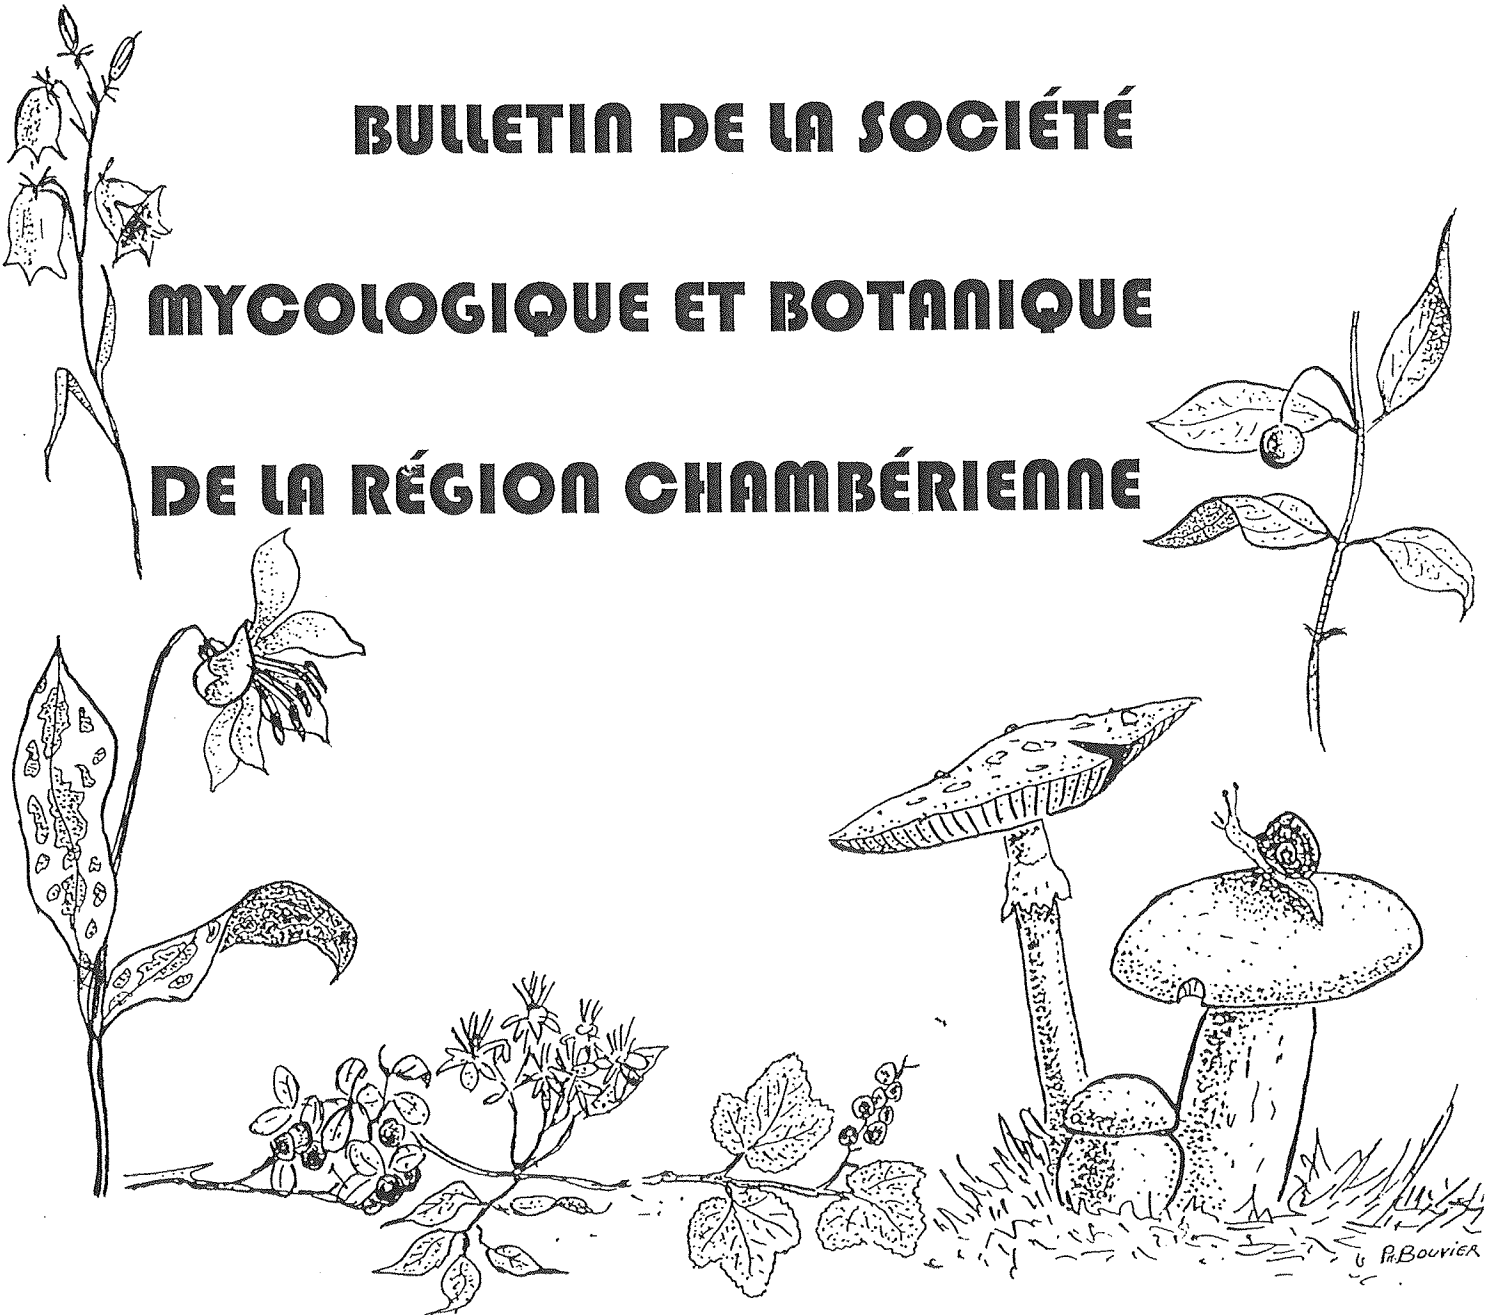 BULLETIN DE LA SOCIÉTÉ
MYCOLOGIQUE ET BOTANIQUE
DE LA RÉGION CHAMBÉRIENNE
Ph. BOUVIER